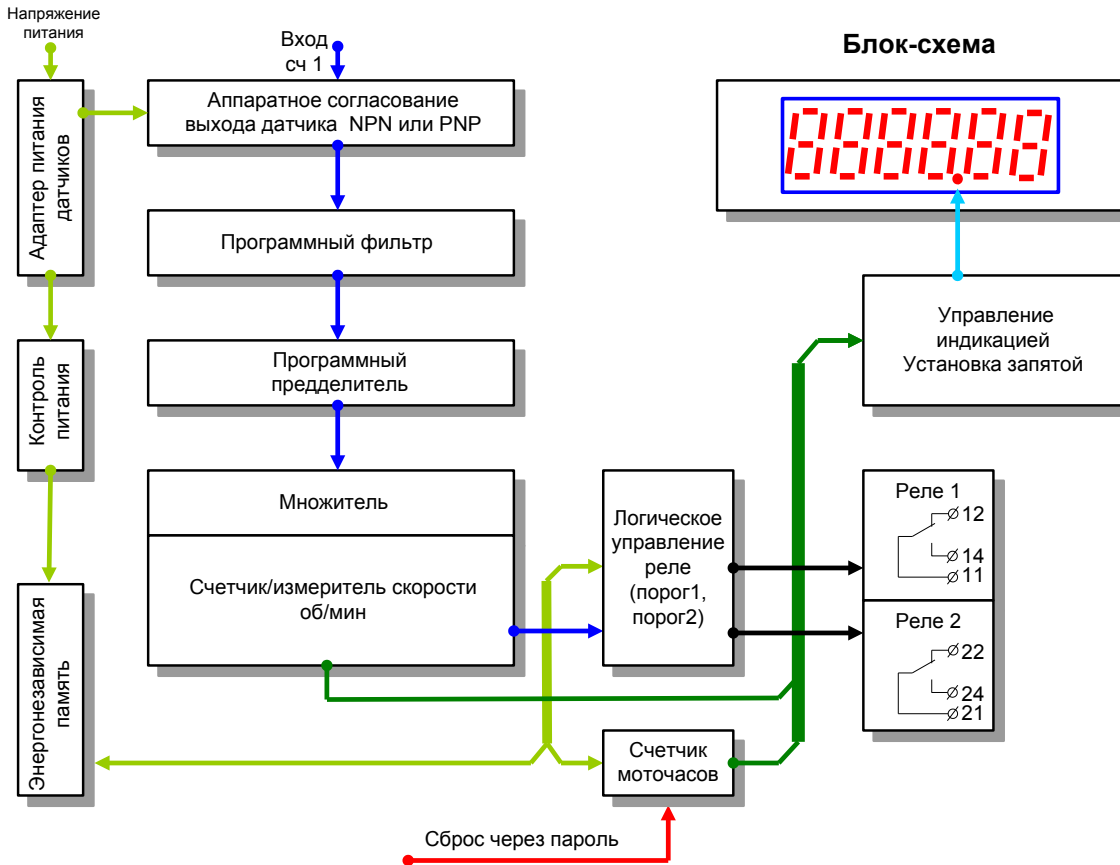 Напряжение
питания
Вход
сч 1
Блок-схема
Адаптер питания
датчиков
Аппаратное согласование
выхода датчика NPN или PNP
888888
Программный фильтр
Управление
индикацией
Установка запятой
Контроль
питания
Программный
предделитель
Множитель
Счетчик/измеритель скорости
об/мин
Логическое
управление
реле
(порог1,
порог2)
Реле 1
12
14
11
Реле 2
22
24
21
Энергонезависимая
память
Счетчик
моточасов
Сброс через пароль